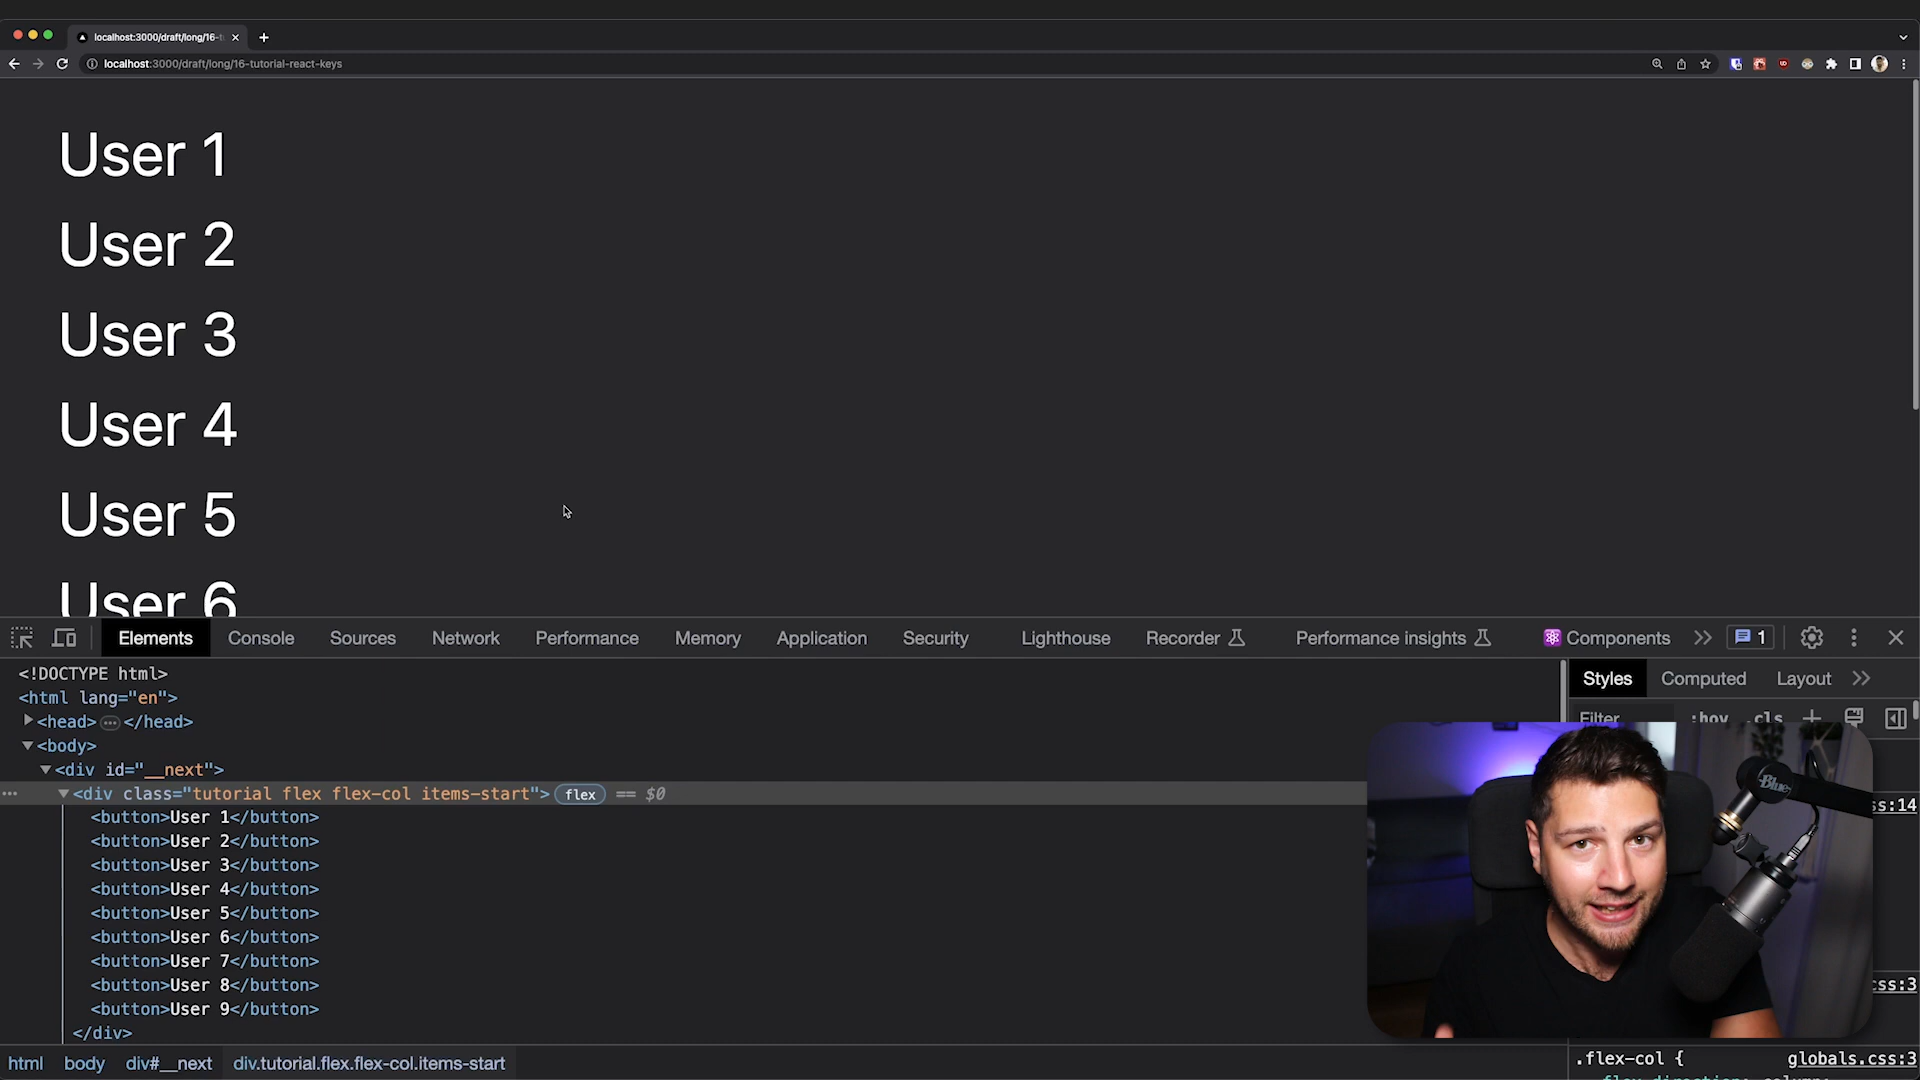 localhost:3000/draft/long/16-t
localhost:3000/draft/long/16-tutorial-react-keys
User 1
User 2
User 3
User 4
User 5
User 6
Elements Console Sources Network Performance Memory Application Security Lighthouse Recorder Performance insights Components 1
<!DOCTYPE html>
<html lang="en">
<head> ... </head>
<body>
<div id="__next">
<div class="tutorial flex flex-col items-start"> flex == $0
<button>User 1</button>
<button>User 2</button>
<button>User 3</button>
<button>User 4</button>
<button>User 5</button>
<button>User 6</button>
<button>User 7</button>
<button>User 8</button>
<button>User 9</button>
</div>
html body div#__next div.tutorial.flex.flex-col.items-start
Styles Computed Layout
Filter :hov .cls
ss:14
css:3
Blue
.flex-col { globals.css:3